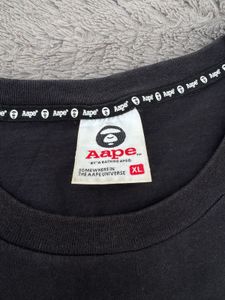 Aape® Aape® Aape® Aape® Aape® Aape®
Aape
BY *A BATHING APE®
SOMEWHERE IN
THE AAPE UNIVERSE
XL